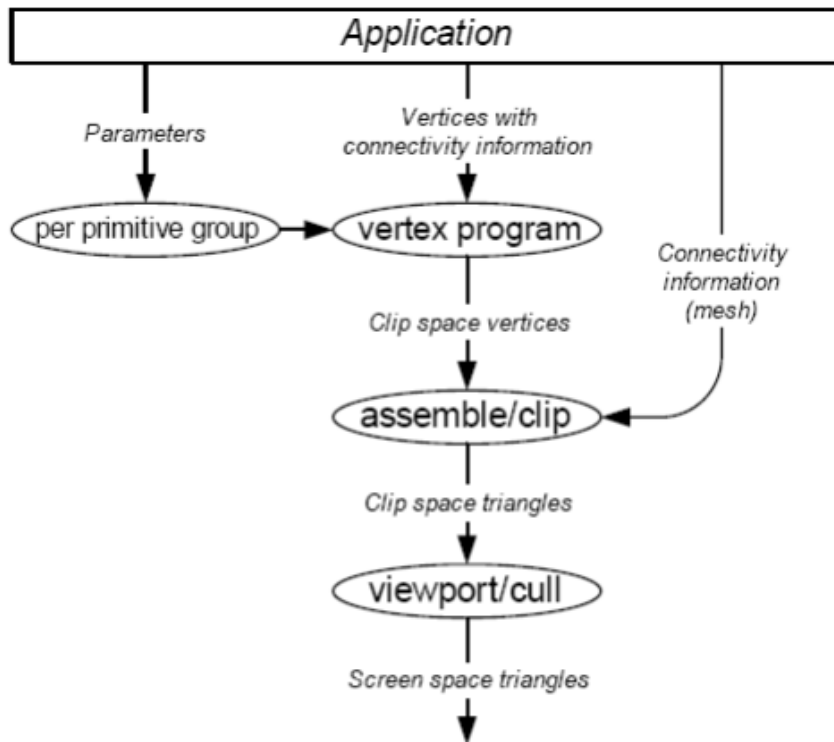 Application
Parameters
Vertices with
connectivity information
per primitive group
vertex program
Connectivity
information
(mesh)
Clip space vertices
assemble/clip
Clip space triangles
viewport/cull
Screen space triangles